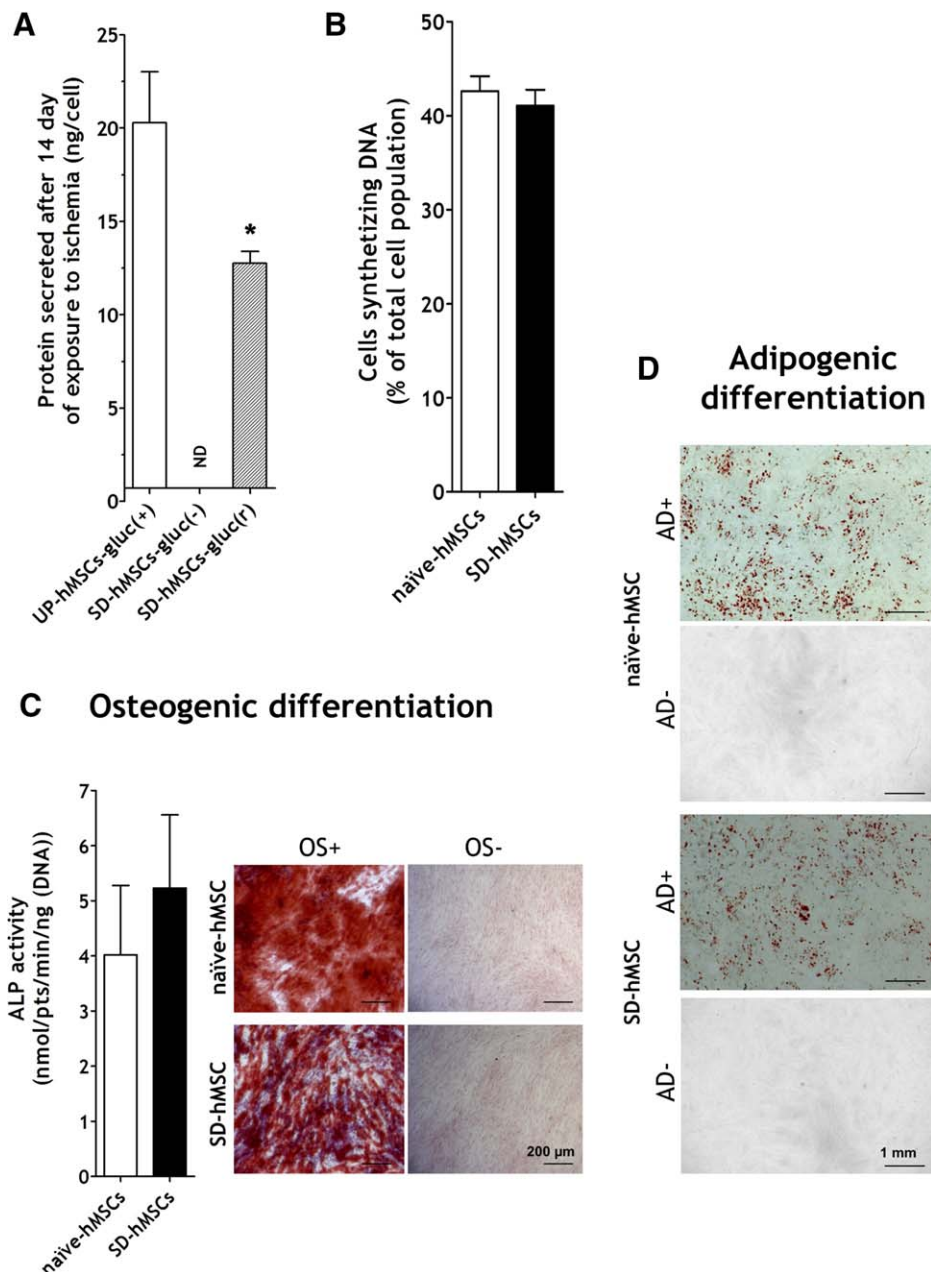 A
Protein secreted after 14 day
of exposure to ischemia (ng/cell)
25
20
15
10
5
0
*
ND
UP-hMSCs-gluc(+)
SD-hMSCs-gluc(-)
SD-hMSCs-gluc(r)
B
Cells synthetizing DNA
(% of total cell population)
50
40
30
20
10
0
naïve-hMSCs
SD-hMSCs
C Osteogenic differentiation
ALP activity
(nmol/pts/min/ng (DNA))
7
6
5
4
3
2
1
0
naïve-hMSCs
SD-hMSCs
OS+
OS-
naïve-hMSC
SD-hMSC
200 µm
D Adipogenic
differentiation
naïve-hMSC
AD+
AD-
SD-hMSC
AD+
AD-
1 mm